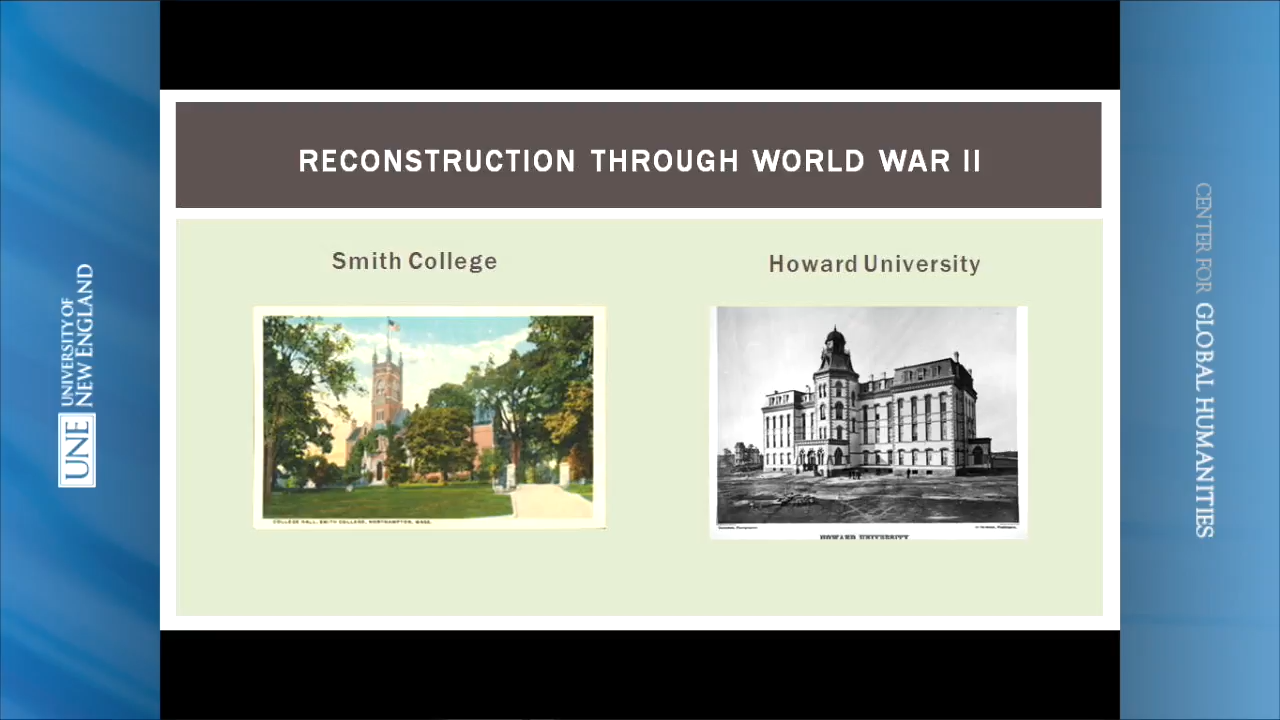 RECONSTRUCTION THROUGH WORLD WAR II
Smith College
Howard University
COLLEGE HALL, SMITH COLLEGE, NORTHAMPTON, MASS.
HOWARD UNIVERSITY
UNE
UNIVERSITY OF
NEW ENGLAND
CENTER FOR GLOBAL HUMANITIES